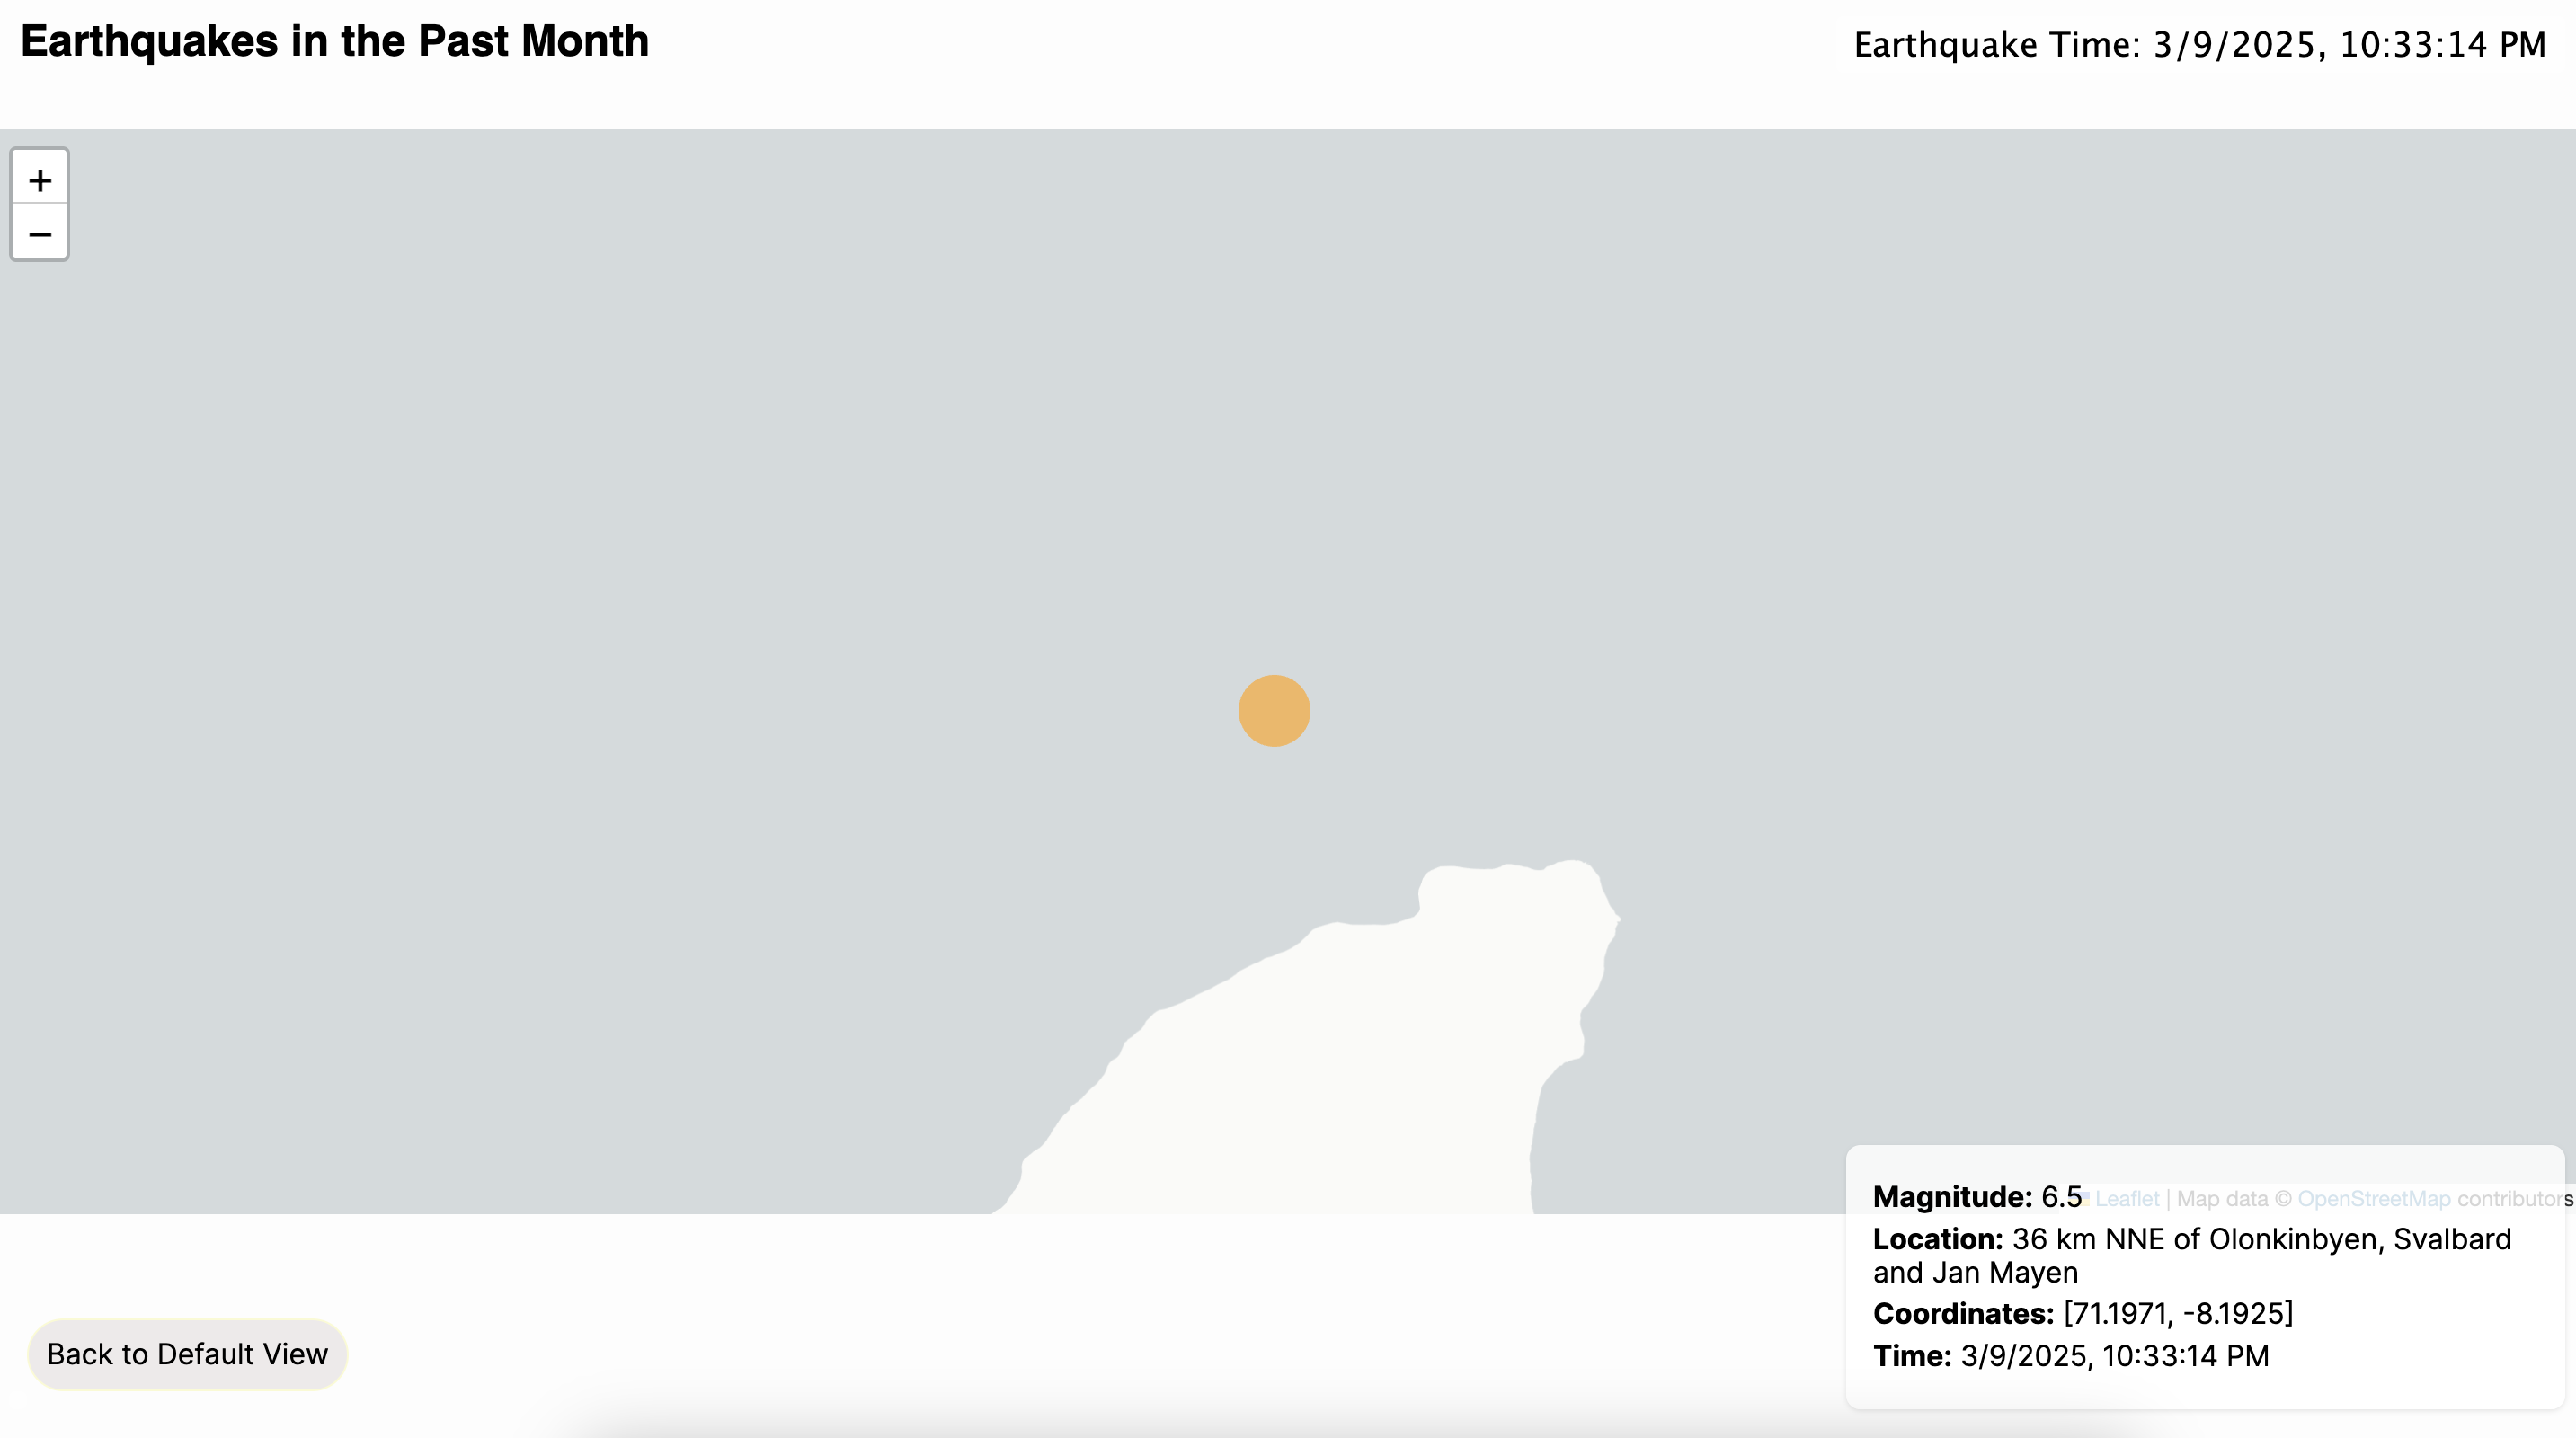 Earthquakes in the Past Month
Earthquake Time: 3/9/2025, 10:33:14 PM
+
−
Magnitude: 6.5
Leaflet | Map data © OpenStreetMap contributors
Location: 36 km NNE of Olonkinbyen, Svalbard
and Jan Mayen
Coordinates: [71.1971, -8.1925]
Time: 3/9/2025, 10:33:14 PM
Back to Default View